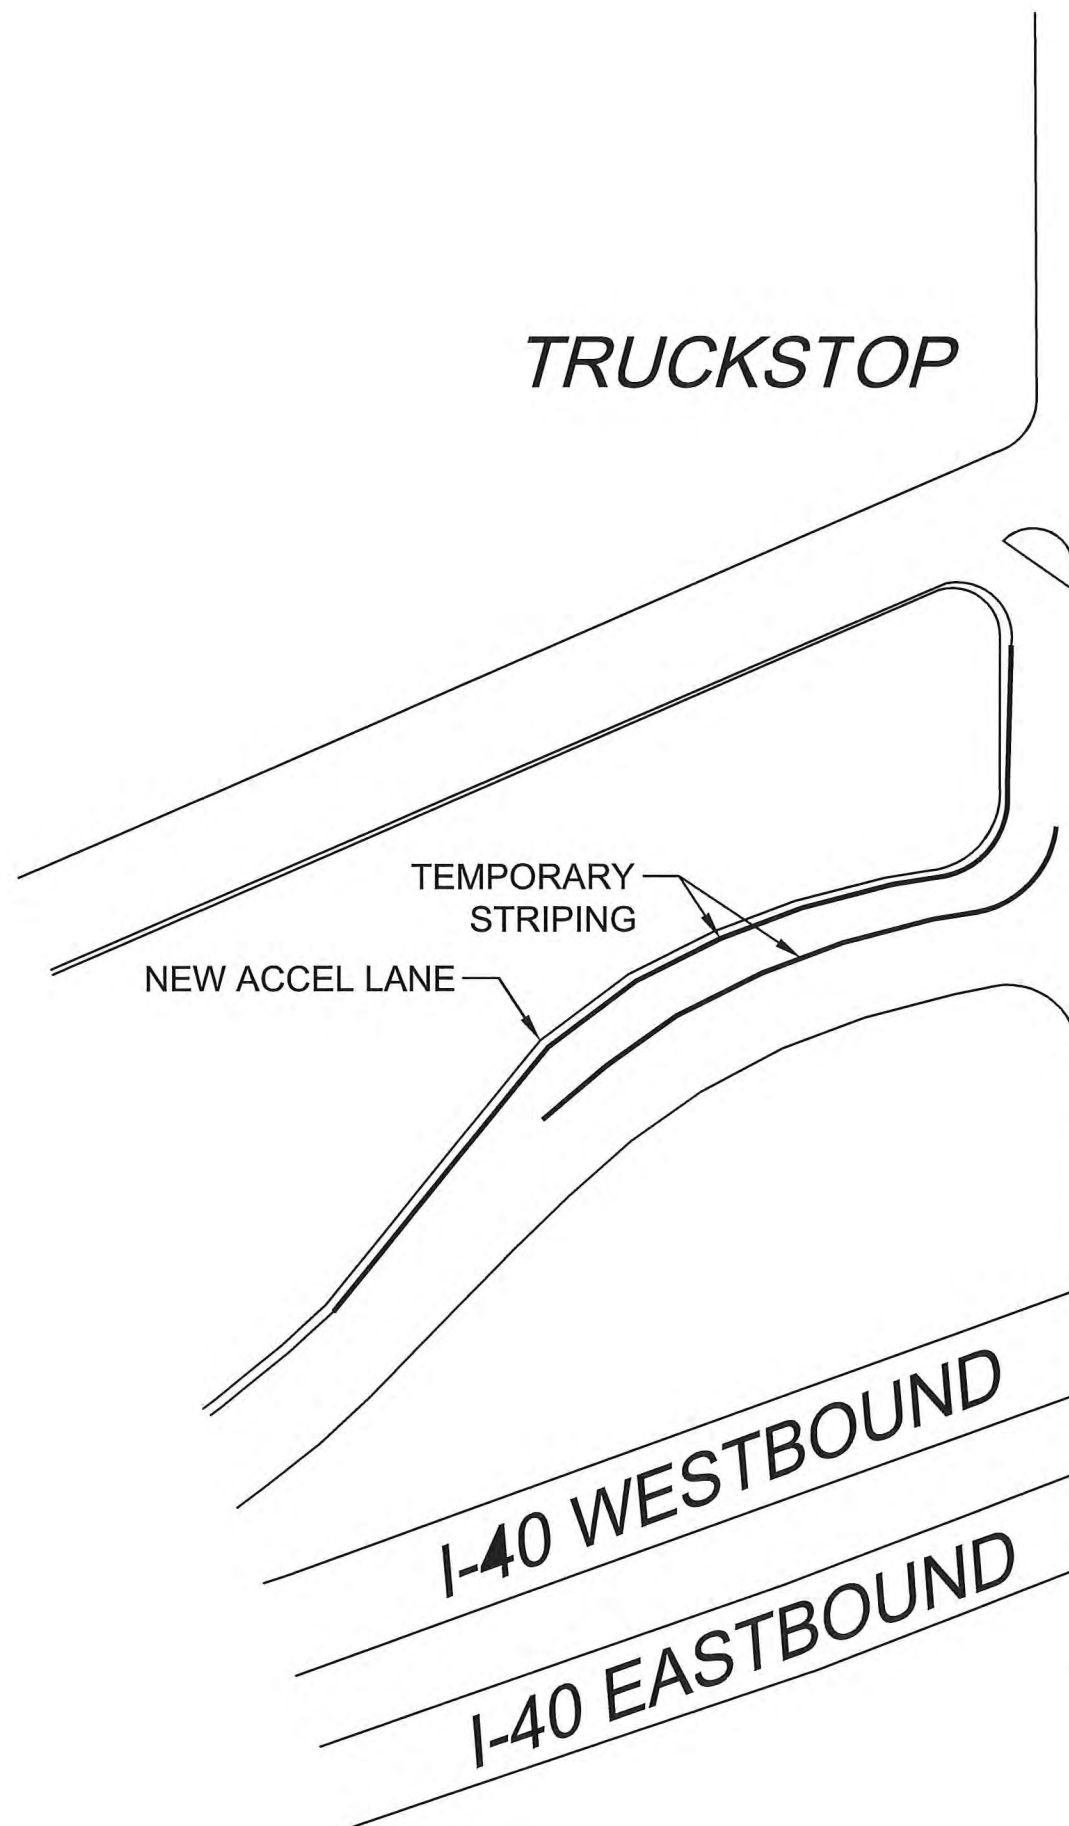 TRUCKSTOP
TEMPORARY
STRIPING
NEW ACCEL LANE
I-40 WESTBOUND
I-40 EASTBOUND